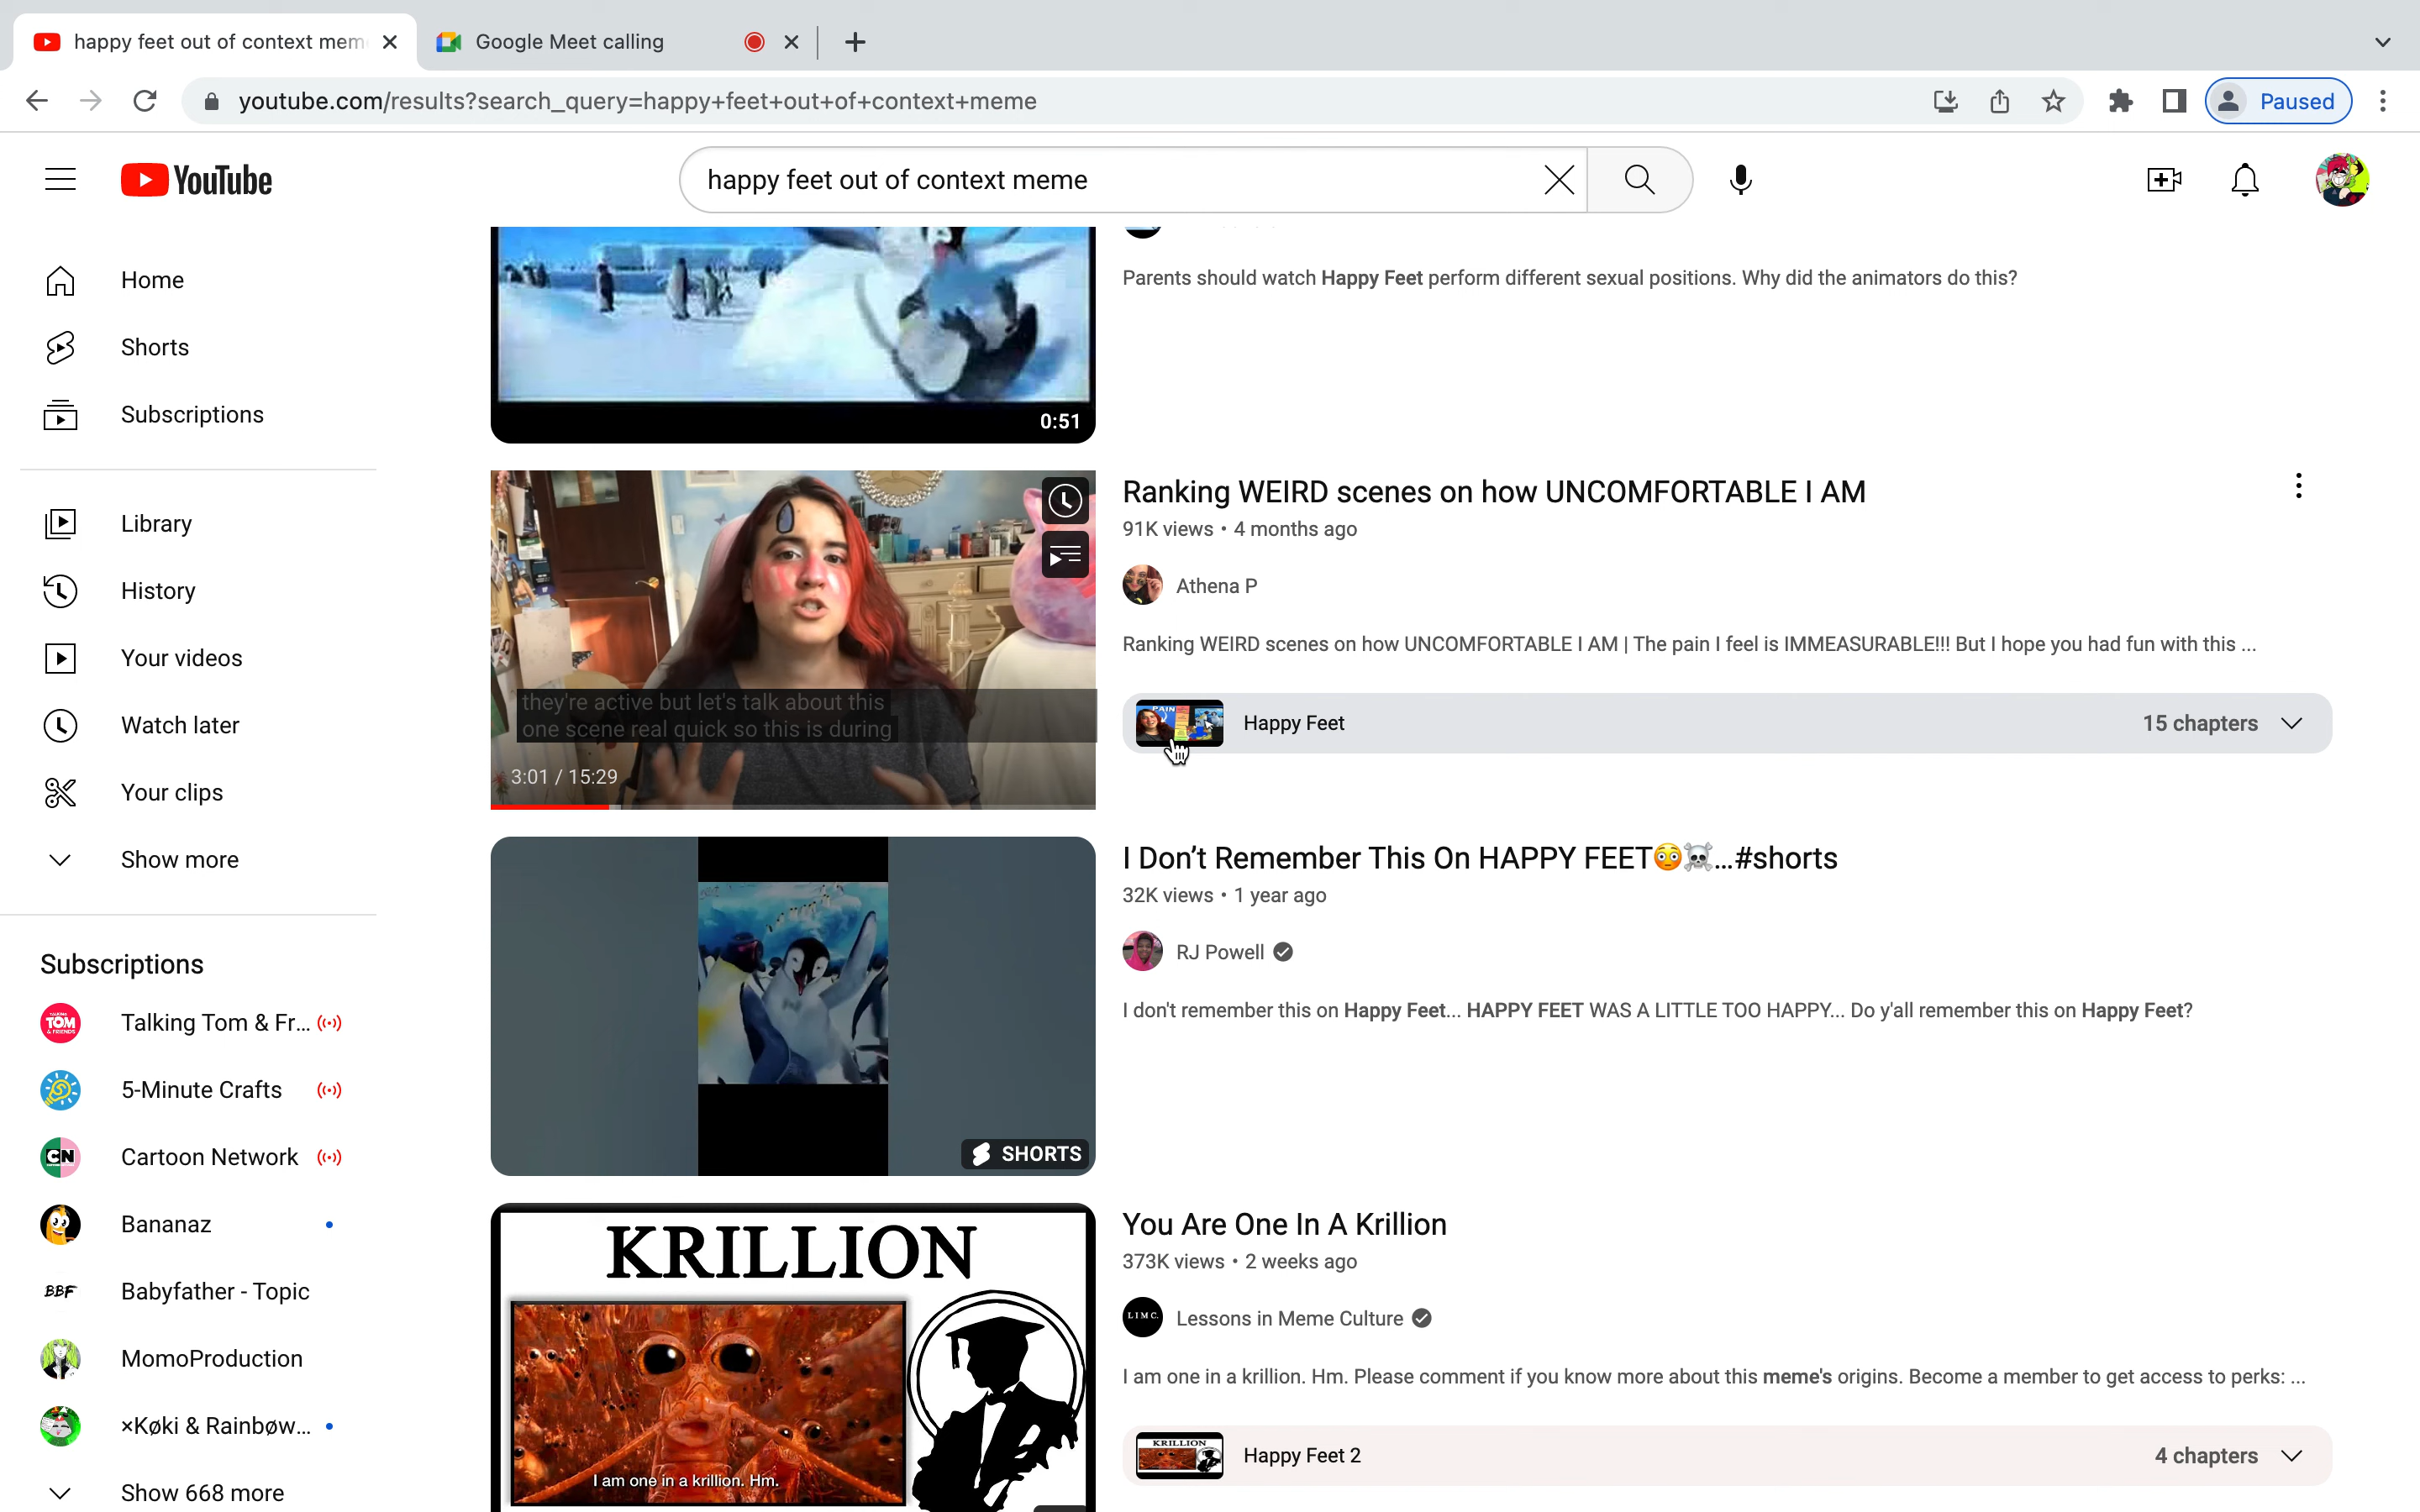 happy feet out of context mem
Google Meet calling
youtube.com/results?search_query=happy+feet+out+of+context+meme
Paused
YouTube
happy feet out of context meme
Home
Shorts
Subscriptions
Library
History
Your videos
Watch later
Your clips
Show more
Subscriptions
TALKING TOM & FRIENDS
Talking Tom & Fr...
5-Minute Crafts
CN
Cartoon Network
Bananaz
BBF
Babyfather - Topic
MomoProduction
×Køki & Rainbøw...
Show 668 more
0:51
Parents should watch Happy Feet perform different sexual positions. Why did the animators do this?
they're active but let's talk about this
one scene real quick so this is during
3:01 / 15:29
Ranking WEIRD scenes on how UNCOMFORTABLE I AM
91K views • 4 months ago
Athena P
Ranking WEIRD scenes on how UNCOMFORTABLE I AM | The pain I feel is IMMEASURABLE!!! But I hope you had fun with this ...
PAIN
Happy Feet
15 chapters
SHORTS
I Don't Remember This On HAPPY FEET😳☠️...#shorts
32K views • 1 year ago
RJ Powell
I don't remember this on Happy Feet... HAPPY FEET WAS A LITTLE TOO HAPPY... Do y'all remember this on Happy Feet?
KRILLION
I am one in a krillion. Hm.
You Are One In A Krillion
373K views • 2 weeks ago
L I M C.
Lessons in Meme Culture
I am one in a krillion. Hm. Please comment if you know more about this meme's origins. Become a member to get access to perks: ...
KRILLION
Happy Feet 2
4 chapters